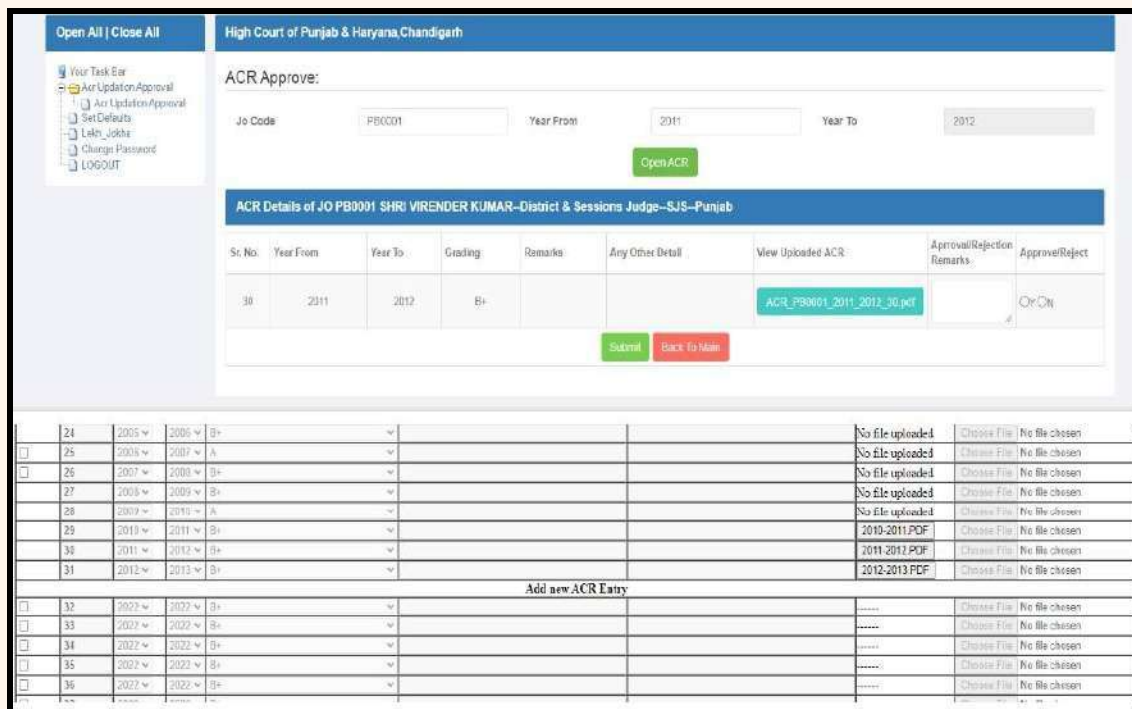 Open All | Close All
Your Task Bar
Acr Updation Approval
Acr Updation Approval
Set Defaults
Lekh_Jokha
Change Password
LOGOUT
High Court of Punjab & Haryana,Chandigarh
ACR Approve:
Jo Code PB0001 Year From 2011 Year To 2012
Open ACR
ACR Details of JO PB0001 SHRI VIRENDER KUMAR--District & Sessions Judge--SJS--Punjab
Sr. No. Year From Year To Grading Remarks Any Other Detail View Uploaded ACR Aprroval/Rejection Remarks Approve/Reject
30 2011 2012 B+ ACR_PB0001_2011_2012_30.pdf Y N
Submit Back To Main
24 2005 2006 B+ No file uploaded Choose File No file chosen
25 2006 2007 A No file uploaded Choose File No file chosen
26 2007 2008 B+ No file uploaded Choose File No file chosen
27 2008 2009 B+ No file uploaded Choose File No file chosen
28 2009 2010 A No file uploaded Choose File No file chosen
29 2010 2011 B+ 2010-2011.PDF Choose File No file chosen
30 2011 2012 B+ 2011-2012.PDF Choose File No file chosen
31 2012 2013 B+ 2012-2013.PDF Choose File No file chosen
Add new ACR Entry
32 2022 2022 B+ ------ Choose File No file chosen
33 2022 2022 B+ ------ Choose File No file chosen
34 2022 2022 B+ ------ Choose File No file chosen
35 2022 2022 B+ ------ Choose File No file chosen
36 2022 2022 B+ ------ Choose File No file chosen